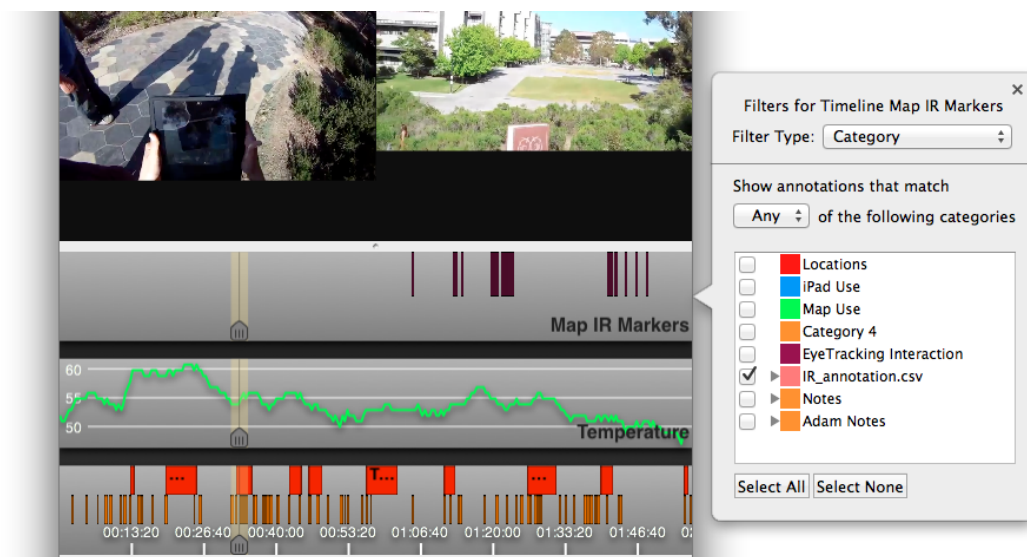 Filters for Timeline Map IR Markers
Filter Type: Category
Show annotations that match
Any of the following categories
Locations
iPad Use
Map Use
Category 4
EyeTracking Interaction
IR_annotation.csv
Notes
Adam Notes
Select All Select None
Map IR Markers
60
55
50
Temperature
... T... ...
00:13:20 00:26:40 00:40:00 00:53:20 01:06:40 01:20:00 01:33:20 01:46:40